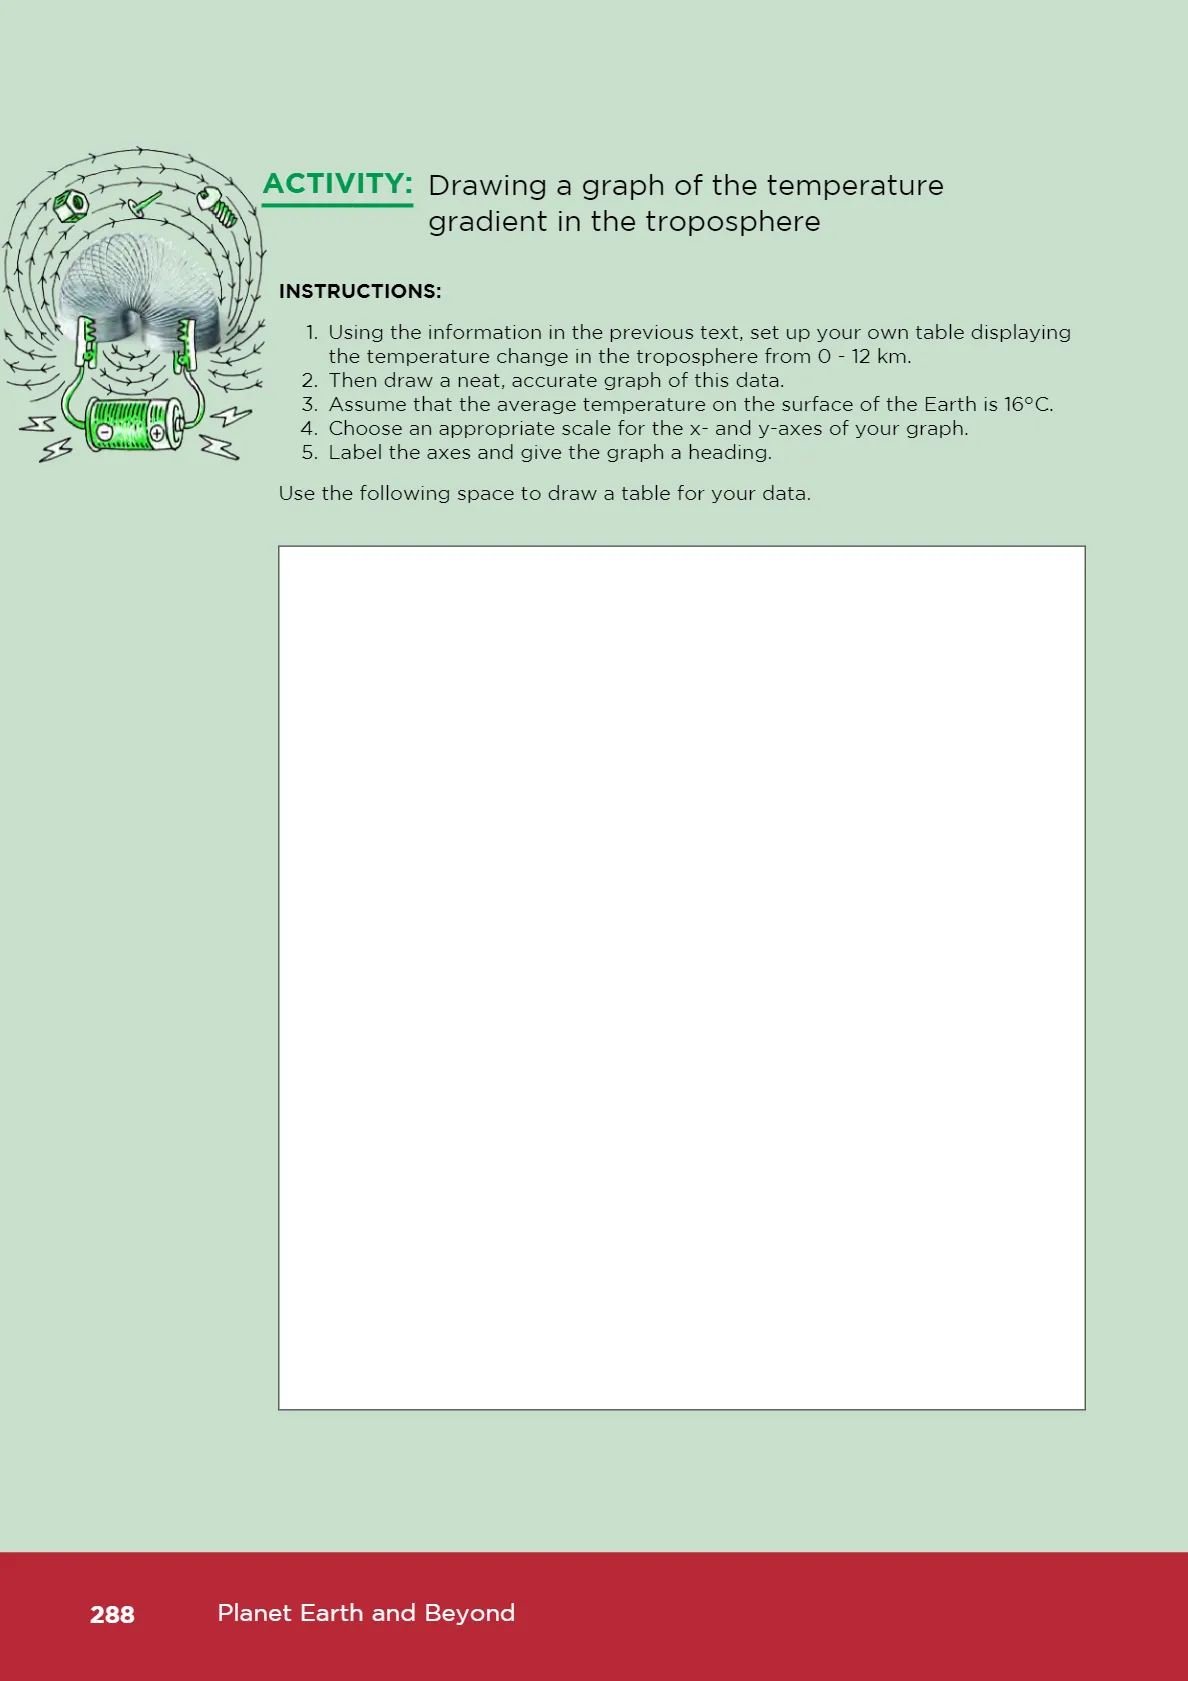 ACTIVITY: Drawing a graph of the temperature
gradient in the troposphere
INSTRUCTIONS:
1. Using the information in the previous text, set up your own table displaying
the temperature change in the troposphere from 0 - 12 km.
2. Then draw a neat, accurate graph of this data.
3. Assume that the average temperature on the surface of the Earth is 16°C.
4. Choose an appropriate scale for the x- and y-axes of your graph.
5. Label the axes and give the graph a heading.
Use the following space to draw a table for your data.
288 Planet Earth and Beyond